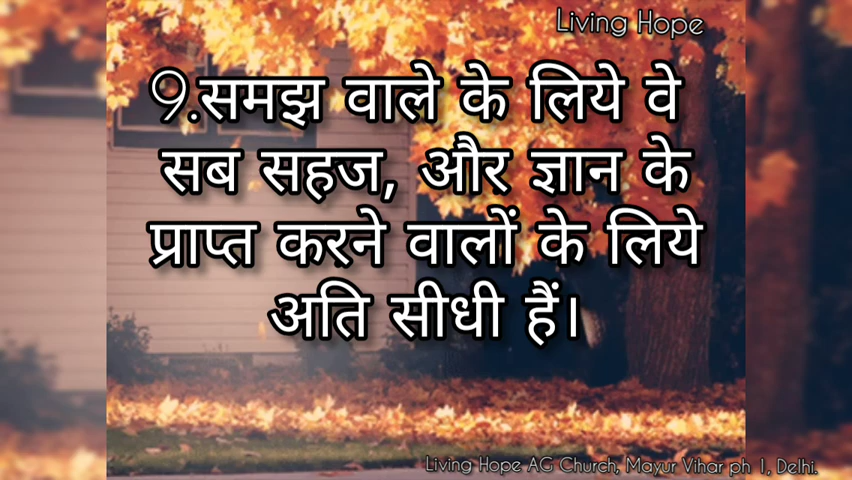 Living Hope
9.समझ वाले के लिये वे
सब सहज, और ज्ञान के
प्राप्त करने वालों के लिये
अति सीधी हैं।
Living Hope AG Church, Mayur Vihar ph 1, Delhi.